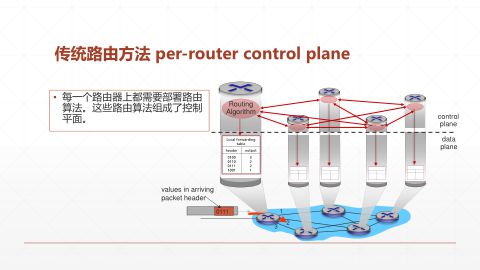 传统路由方法 per-router control plane
• 每一个路由器上都需要部署路由
算法。这些路由算法组成了控制
平面。
Routing
Algorithm
control
plane
data
plane
Local forwarding
table
header output
0100 3
0110 2
0111 2
1001 1
values in arriving
packet header
0111
1
2
3